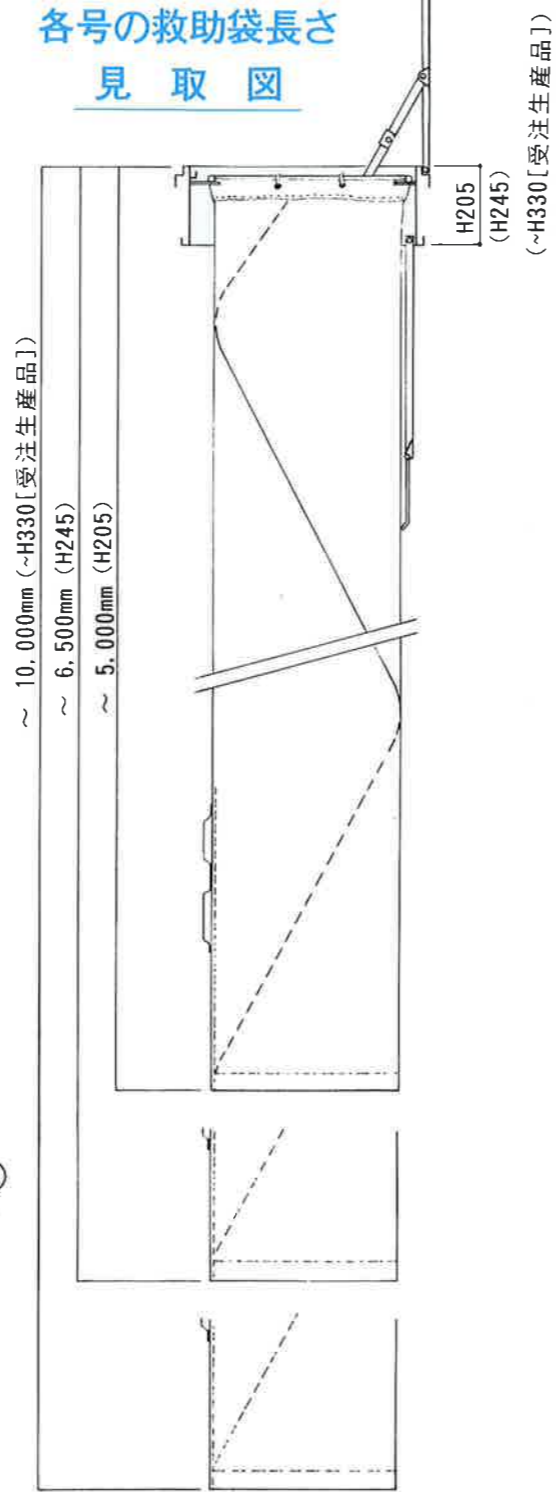 各号の救助袋長さ
見取図
H205
(H245)
(~H330[受注生産品])
~ 10,000mm (~H330[受注生産品])
~ 6,500mm (H245)
~ 5,000mm (H205)